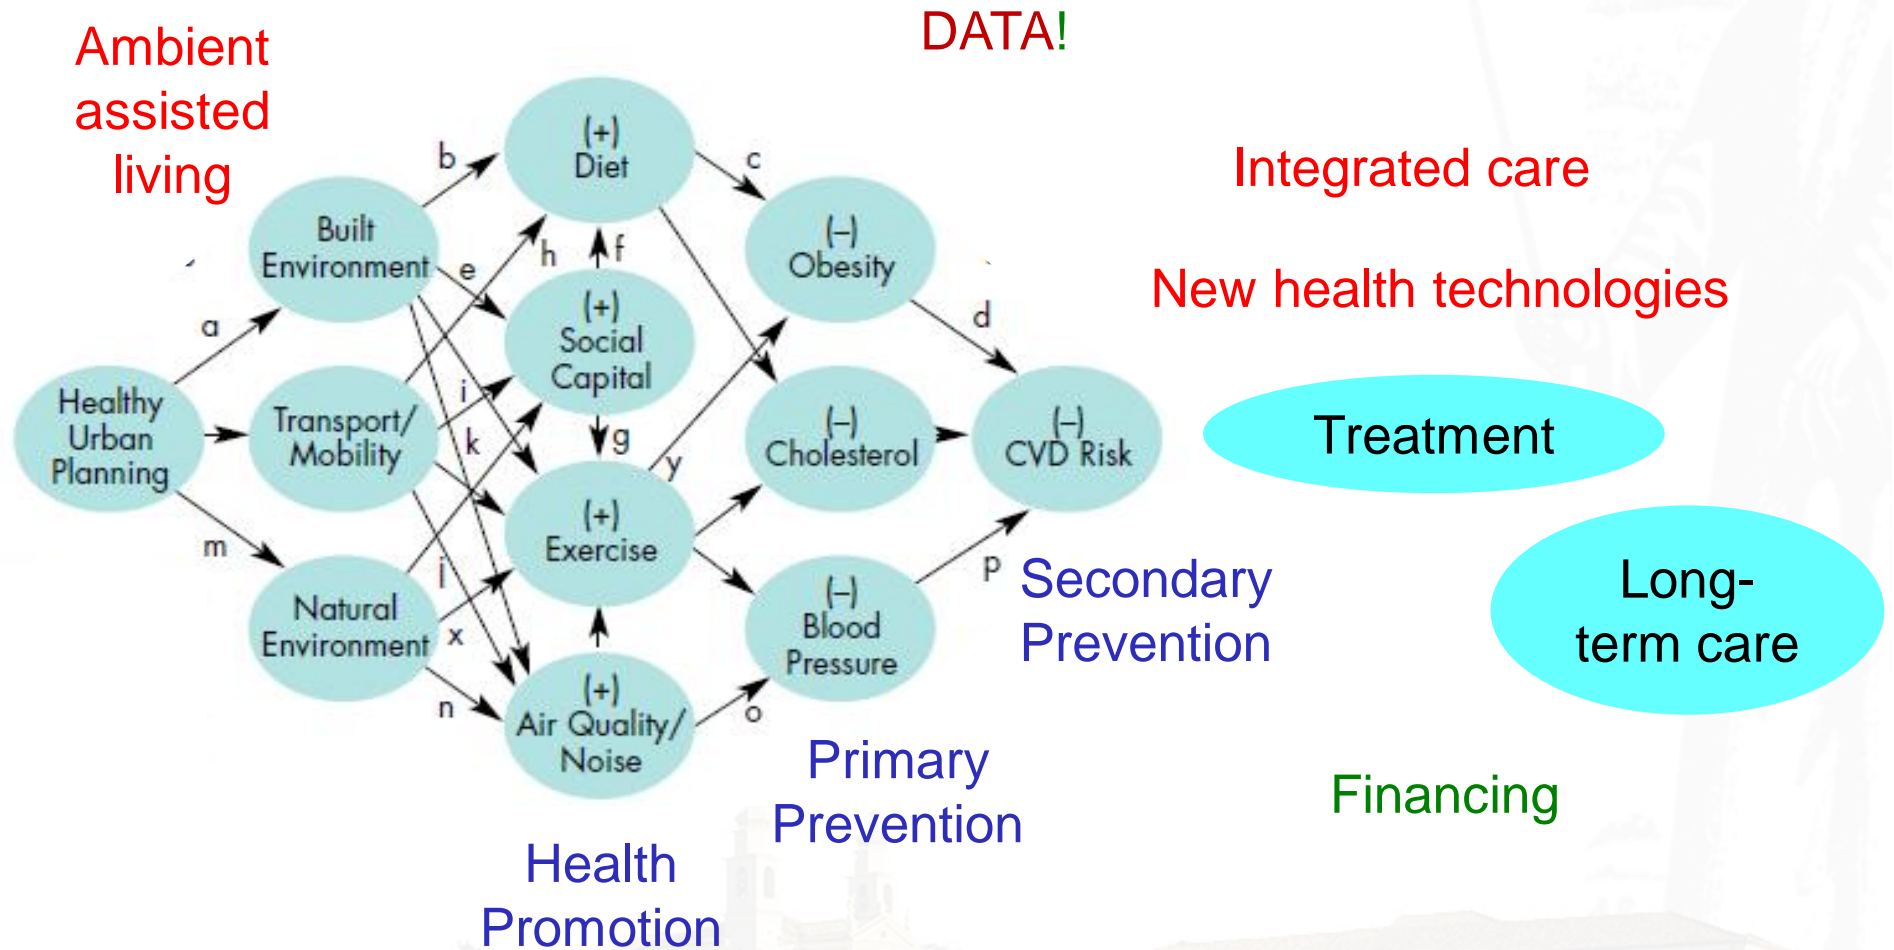 DATA!
Ambient
assisted
living
b
(+)
Diet
c
Integrated care
Built
Environment
e
h
f
(–)
Obesity
New health technologies
a
(+)
Social
Capital
d
Healthy
Urban
Planning
Transport/
Mobility
i
k
g
y
(–)
Cholesterol
(–)
CVD Risk
Treatment
m
(+)
Exercise
j
p
Secondary
Prevention
Long-
term care
Natural
Environment
x
(–)
Blood
Pressure
n
(+)
Air Quality/
Noise
o
Primary
Prevention
Financing
Health
Promotion